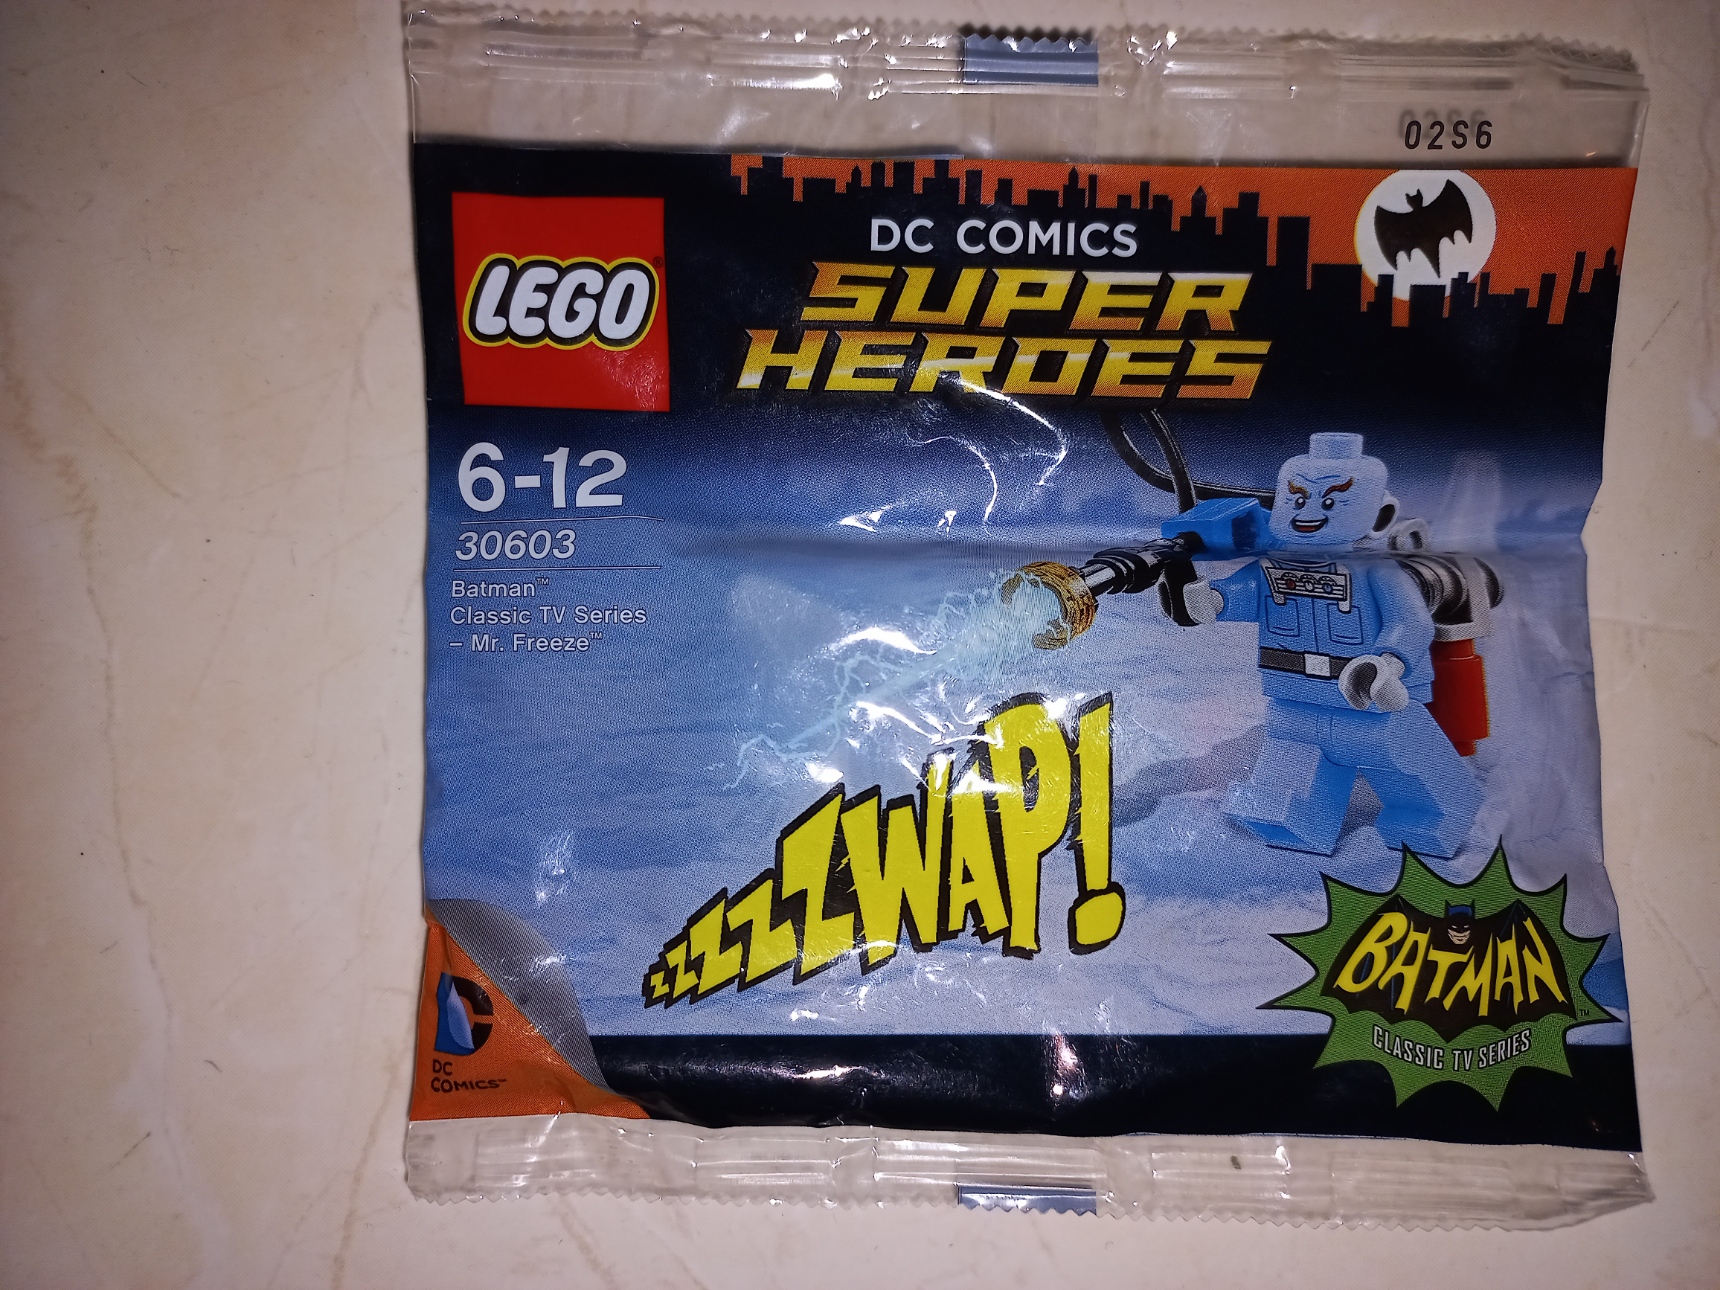 02S6
LEGO®
DC COMICS
SUPER
HEROES
6-12
30603
Batman™
Classic TV Series
– Mr. Freeze™
zzzzZWAP!
BATMAN™
CLASSIC TV SERIES
DC
COMICS™